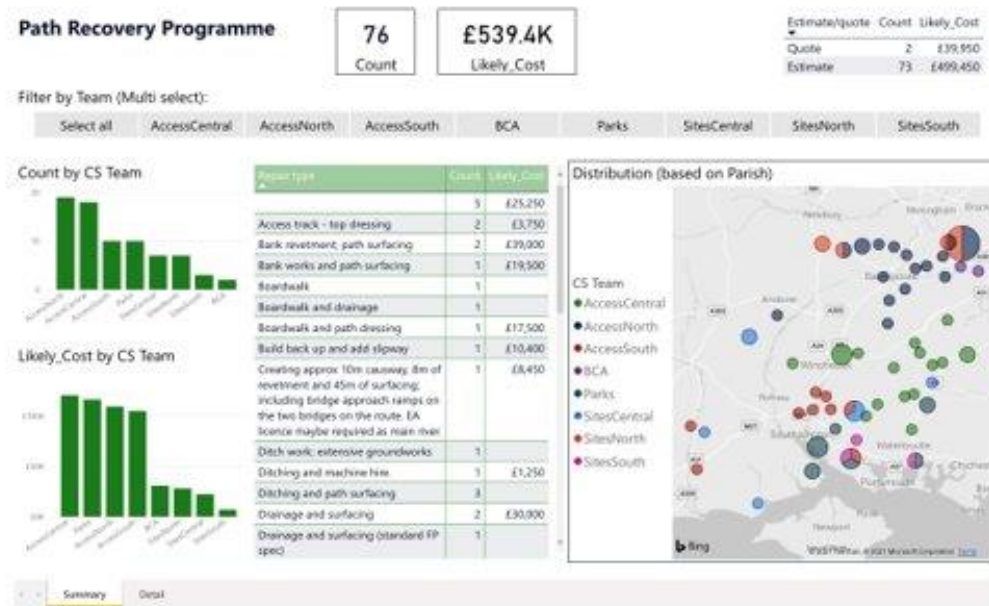 Path Recovery Programme
76
Count
£539.4K
Likely_Cost
Estimate/quote Count Likely_Cost
Quote 2 £39,950
Estimate 73 £499,450
Filter by Team (Multi select):
Select all AccessCentral AccessNorth AccessSouth BCA Parks SitesCentral SitesNorth SitesSouth
Count by CS Team
BCA
Likely_Cost by CS Team
Repair type Count Likely_Cost
5 £25,250
Access track - top dressing 2 £3,750
Bank revetment, path surfacing 2 £39,000
Bank works and path surfacing 1 £19,500
Boardwalk 1
Boardwalk and drainage 1
Boardwalk and path dressing 1 £17,500
Build back up and add slipway 1 £10,400
Creating approx 10m causway, 8m of 1 £8,450
revetment and 45m of surfacing;
including bridge approach ramps on
the two bridges on the route. EA
licence maybe required as main river
Ditch work; extensive groundworks 1
Ditching and machine hire 1 £1,250
Ditching and path surfacing 3
Drainage and surfacing 2 £30,000
Drainage and surfacing (standard FP 1
spec)
Distribution (based on Parish)
CS Team
AccessCentral
AccessNorth
AccessSouth
BCA
Parks
SitesCentral
SitesNorth
SitesSouth
Newbury
Andover
Winchester
Romsey
Southampton
Waterlooville
Portsmouth
Newport
Bing
Summary Detail